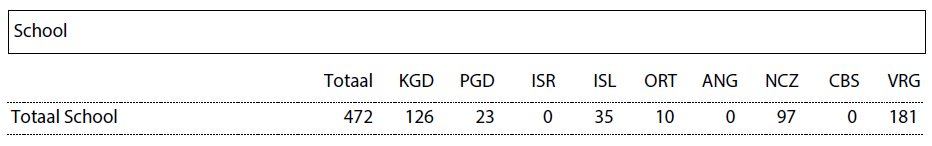 School
Totaal KGD PGD ISR ISL ORT ANG NCZ CBS VRG
Totaal School 472 126 23 0 35 10 0 97 0 181